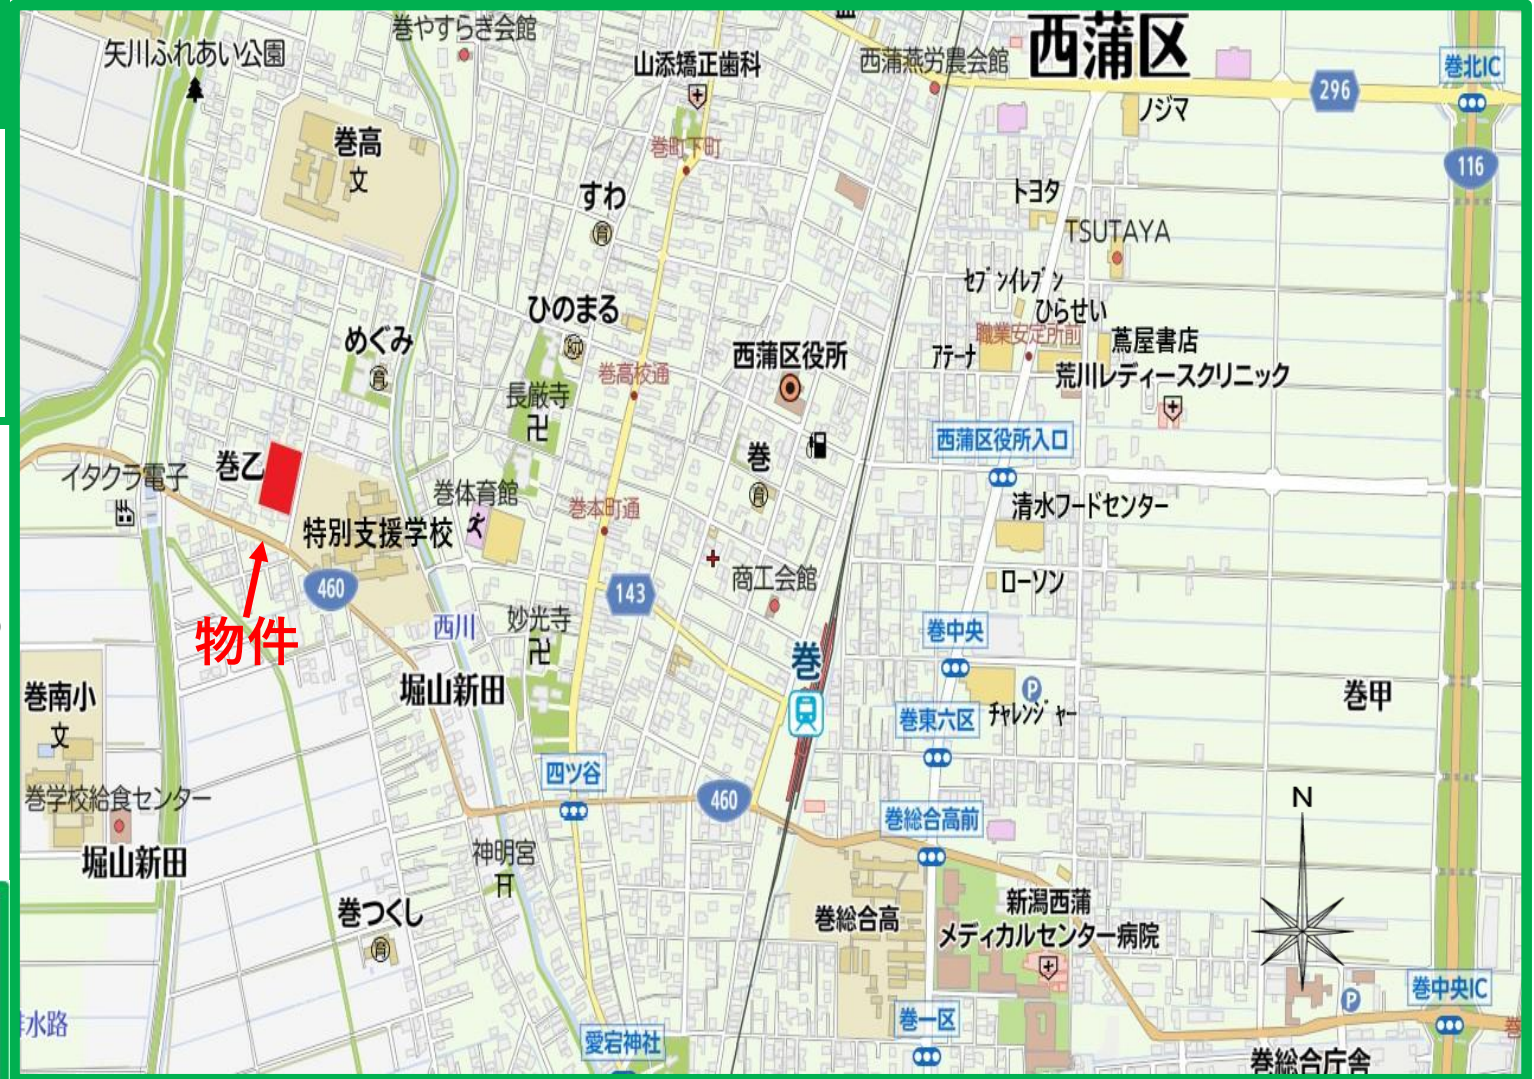 巻やすらぎ会館
西蒲区
矢川ふれあい公園
山添矯正歯科
西蒲燕労農会館
巻北IC
296
ノジマ
巻高
文
巻町下町
116
すわ
育
トヨタ
TSUTAYA
セブンイレブン
ひのまる
幼
ひらせい
めぐみ
育
職業安定所前
蔦屋書店
西蒲区役所
アテーナ
巻高校通
荒川レディースクリニック
長厳寺
卍
西蒲区役所入口
巻乙
イタクラ電子
巻
育
巻体育館
巻本町通
清水フードセンター
特別支援学校
460
143
商工会館
ローソン
物件
西川
妙光寺
卍
巻中央
巻
P
堀山新田
巻南小
文
巻甲
巻東六区
チャレンジャー
四ツ谷
460
巻学校給食センター
巻総合高前
N
堀山新田
神明宮
巻つくし
育
巻総合高
新潟西蒲
メディカルセンター病院
巻中央IC
P
水路
巻一区
愛宕神社
巻総合庁舎
巻